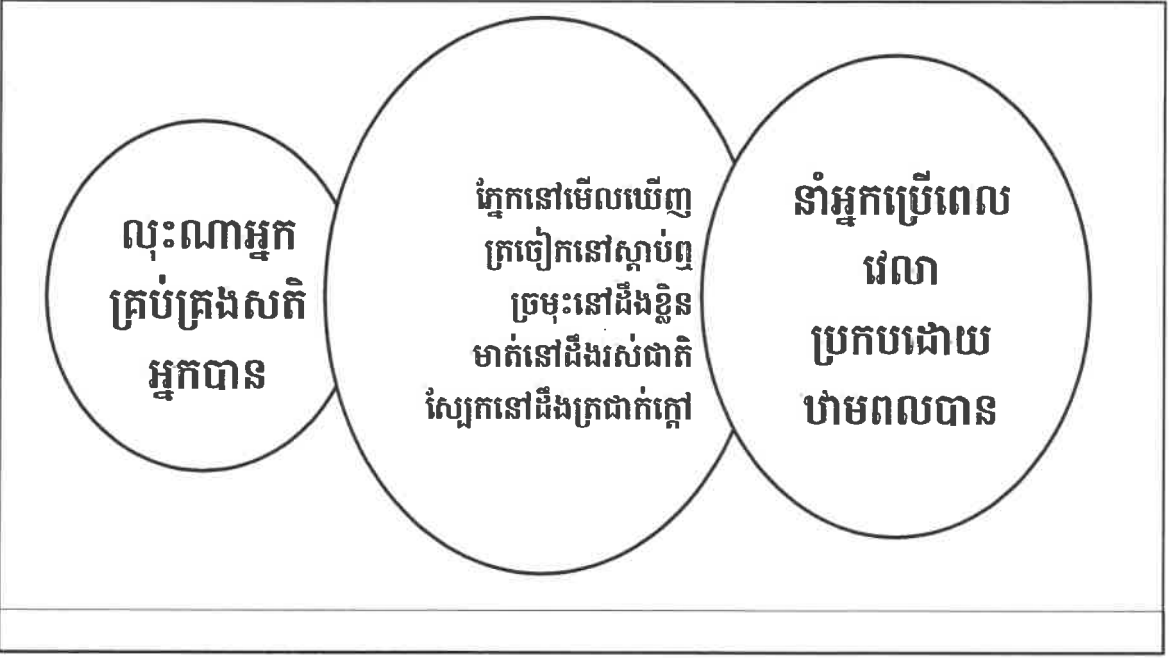 លុះណាអ្នក
គ្រប់គ្រងសតិ
អ្នកបាន
ភ្នែកនៅមើលឃើញ
ត្រចៀកនៅស្តាប់ឮ
ច្រមុះនៅដឹងខ្លិន
មាត់នៅដឹងរស់ជាតិ
ស្បែកនៅដឹងត្រជាក់ក្តៅ
នាំអ្នកប្រើពេល
វេលា
ប្រកបដោយ
ឋាមពលបាន